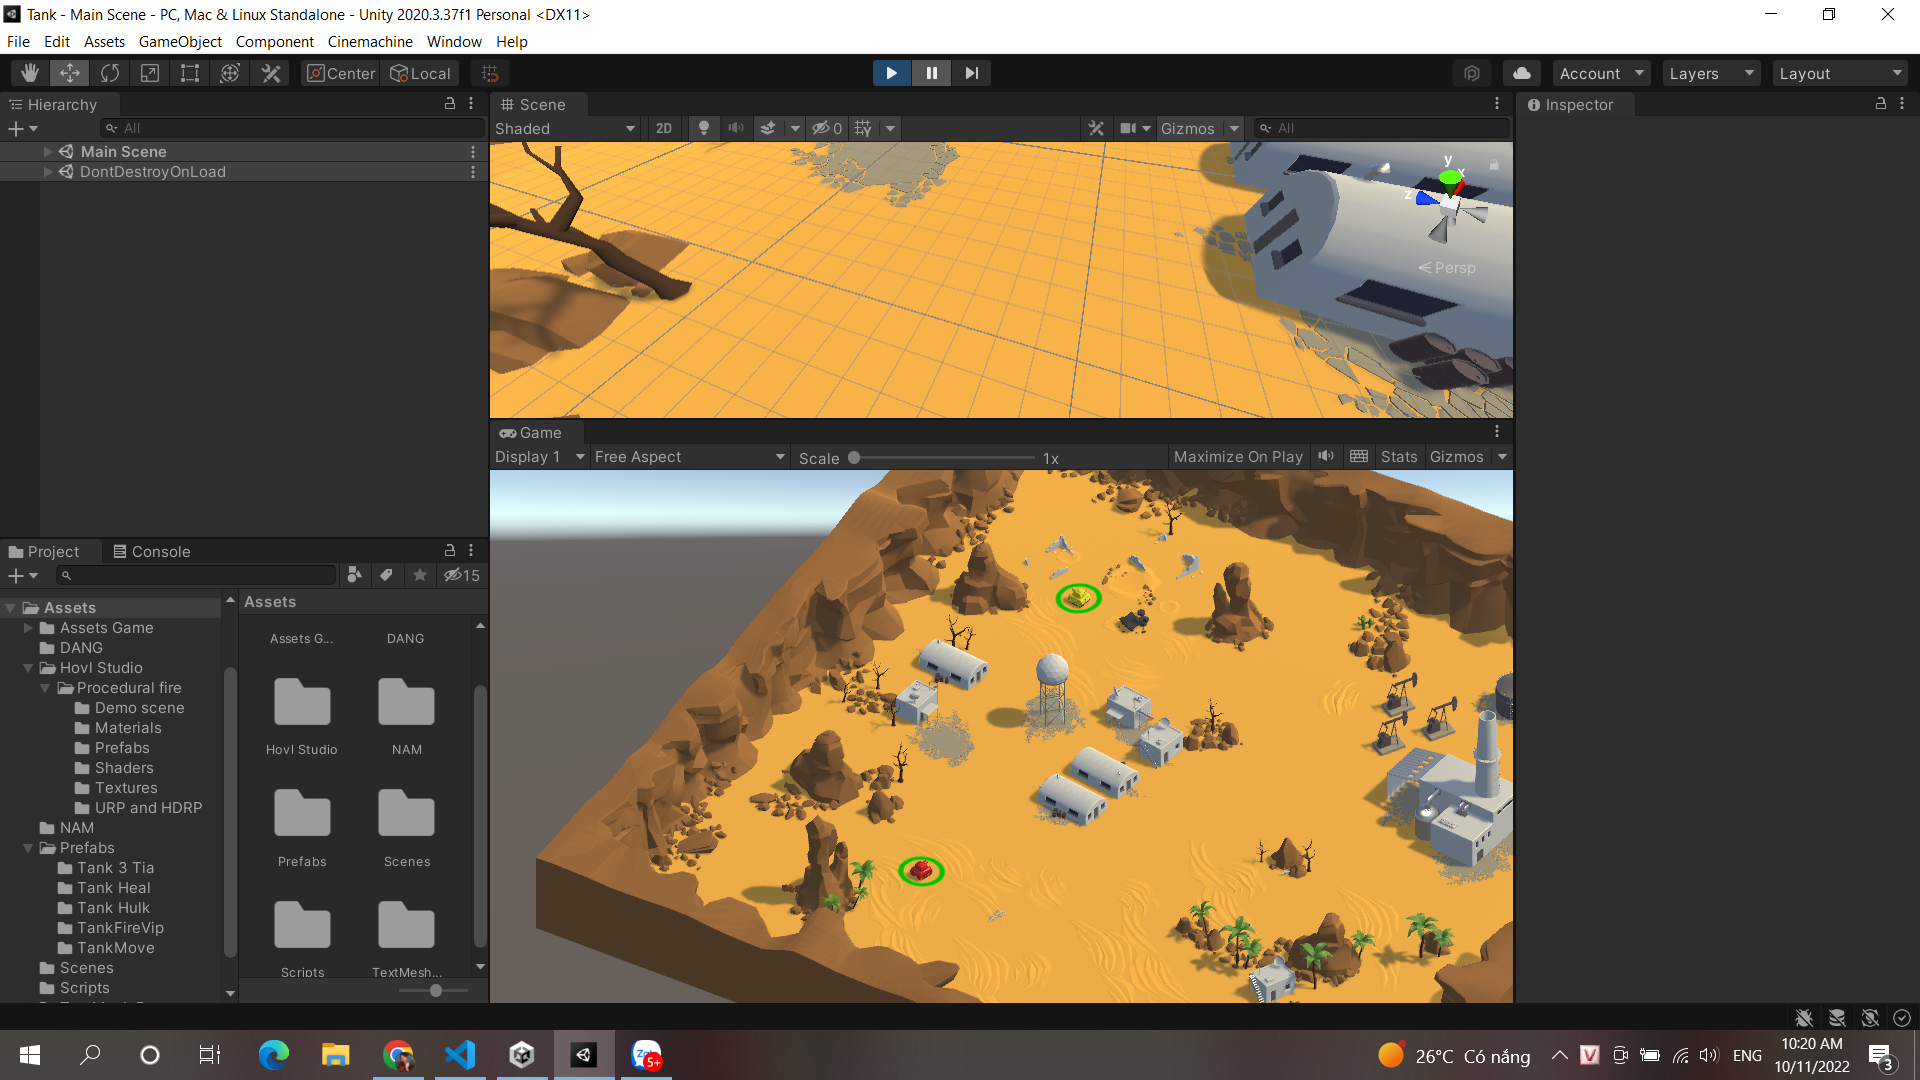 Tank - Main Scene - PC, Mac & Linux Standalone - Unity 2020.3.37f1 Personal <DX11>
File Edit Assets GameObject Component Cinemachine Window Help
Center Local Account Layers Layout
Hierarchy
All
Main Scene
DontDestroyOnLoad
Scene
Shaded 2D 0 Gizmos All
y
x
z
Persp
Inspector
Game
Display 1 Free Aspect Scale 1x Maximize On Play Stats Gizmos
Project Console
15
Assets
Assets Game
DANG
Hovl Studio
Procedural fire
Demo scene
Materials
Prefabs
Shaders
Textures
URP and HDRP
NAM
Prefabs
Tank 3 Tia
Tank Heal
Tank Hulk
TankFireVip
TankMove
Scenes
Scripts
Assets
Assets G... DANG
Hovl Studio NAM
Prefabs Scenes
Scripts TextMesh...
5+
26°C Có nắng
V
ENG
10:20 AM
10/11/2022
3